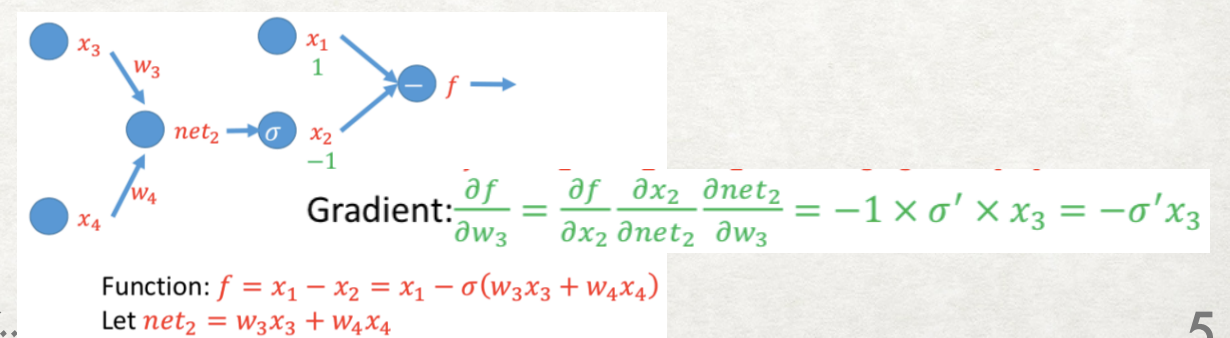 x₃
w₃
x₁
1
−
f
net₂
σ
x₂
−1
w₄
x₄
Gradient: ∂f/∂w₃ = ∂f/∂x₂ ∂x₂/∂net₂ ∂net₂/∂w₃ = −1 × σ′ × x₃ = −σ′x₃
Function: f = x₁ − x₂ = x₁ − σ(w₃x₃ + w₄x₄)
Let net₂ = w₃x₃ + w₄x₄
5